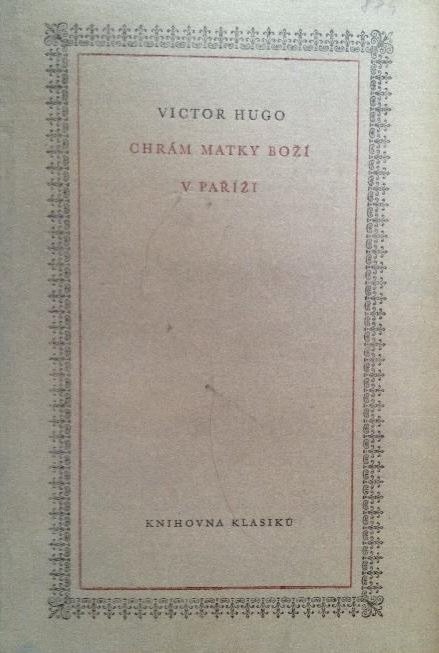 VICTOR HUGO
CHRÁM MATKY BOŽÍ
V PAŘÍŽI
KNIHOVNA KLASIKŮ